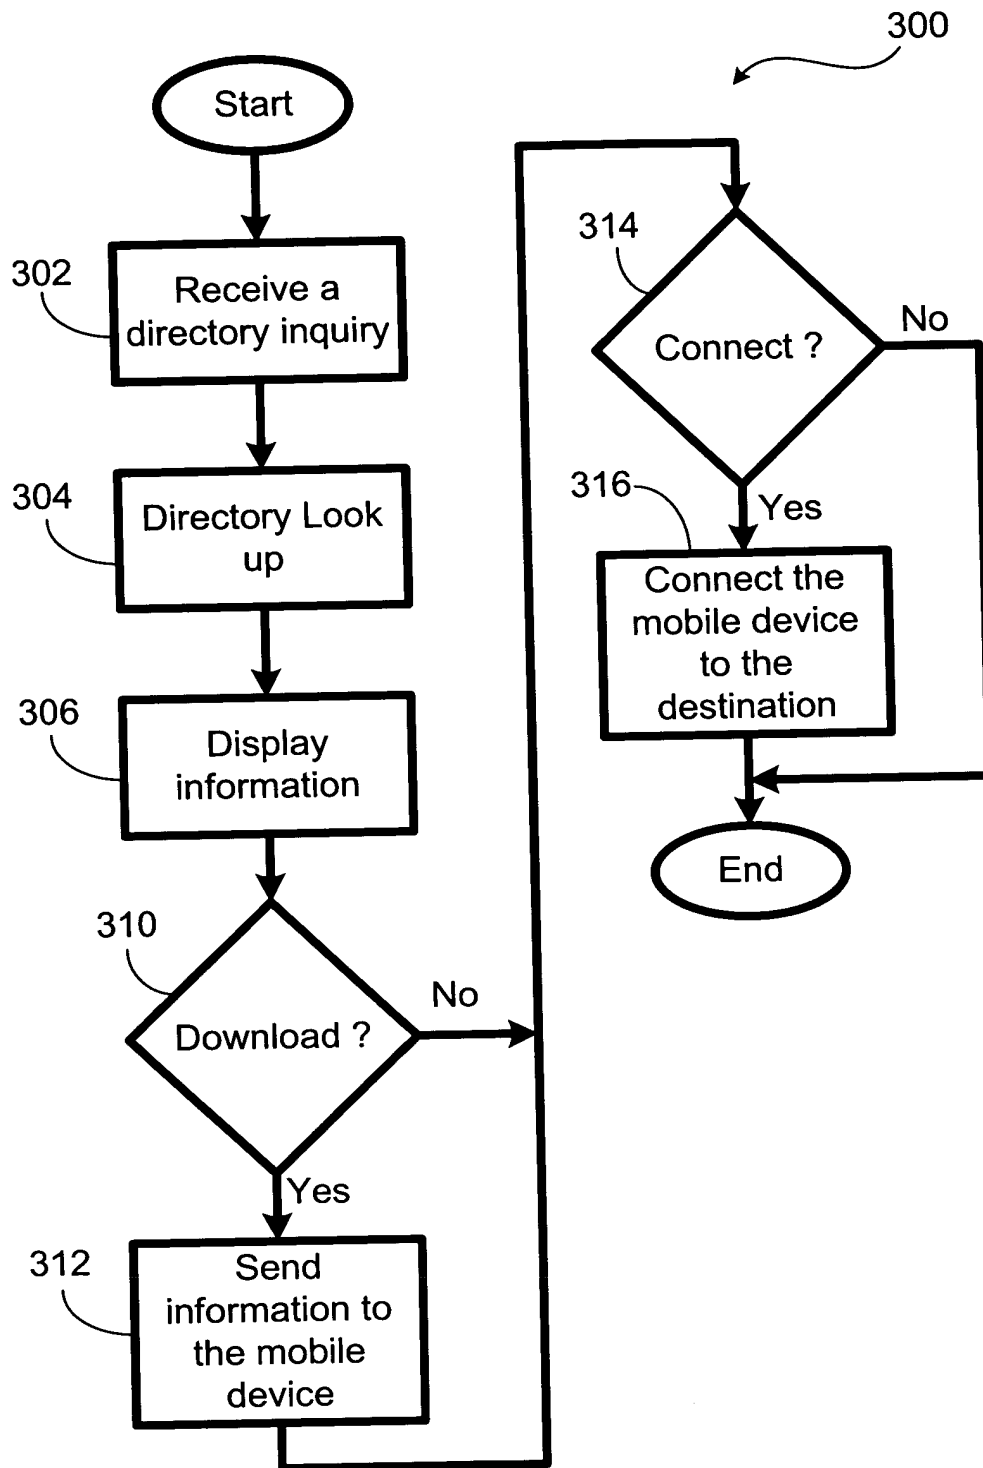 300
Start
302
Receive a
directory inquiry
304
Directory Look
up
306
Display
information
310
Download ?
No
Yes
312
Send
information to
the mobile
device
314
Connect ?
No
Yes
316
Connect the
mobile device
to the
destination
End